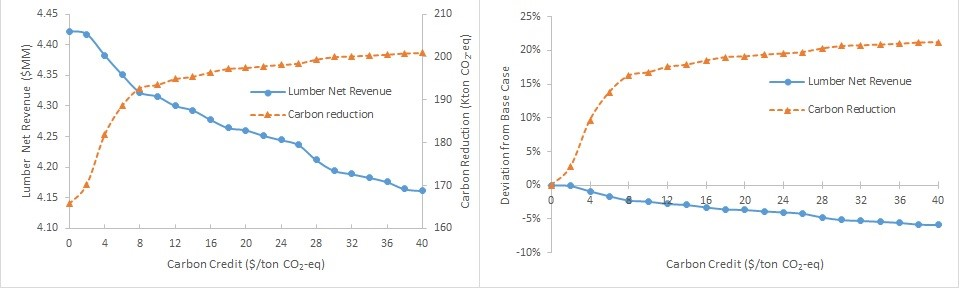 4.45
4.40
4.35
4.30
4.25
4.20
4.15
4.10
Lumber Net Revenue ($MM)
210
200
190
180
170
160
Carbon Reduction (Kton CO₂-eq)
Lumber Net Revenue
Carbon reduction
0 4 8 12 16 20 24 28 32 36 40
Carbon Credit ($/ton CO₂-eq)
25%
20%
15%
10%
5%
0%
-5%
-10%
Deviation from Base Case
Lumber Net Revenue
Carbon Reduction
0 4 8 12 16 20 24 28 32 36 40
Carbon Credit ($/ton CO₂-eq)